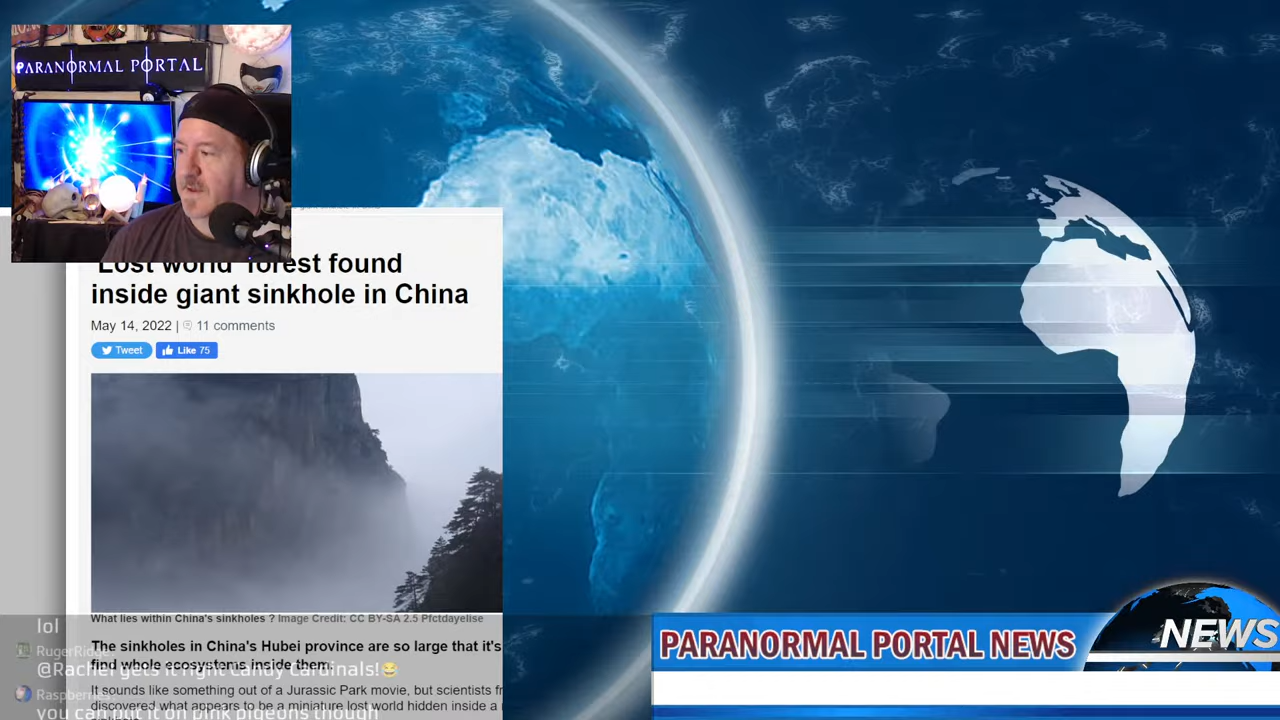 PARANORMAL PORTAL
'Lost world' forest found
inside giant sinkhole in China
May 14, 2022 | 11 comments
Tweet
Like 75
What lies within China's sinkholes ? Image Credit: CC BY-SA 2.5 Pfctdayelise
The sinkholes in China's Hubei province are so large that it's
find whole ecosystems inside them.
It sounds like something out of a Jurassic Park movie, but scientists fr
discovered what appears to be a miniature lost world hidden inside a
lol
RugerRidge
@Rachel gets it right candy cardinals!😂
Raspberries
you can put it on pink pigeons though
PARANORMAL PORTAL NEWS
NEWS